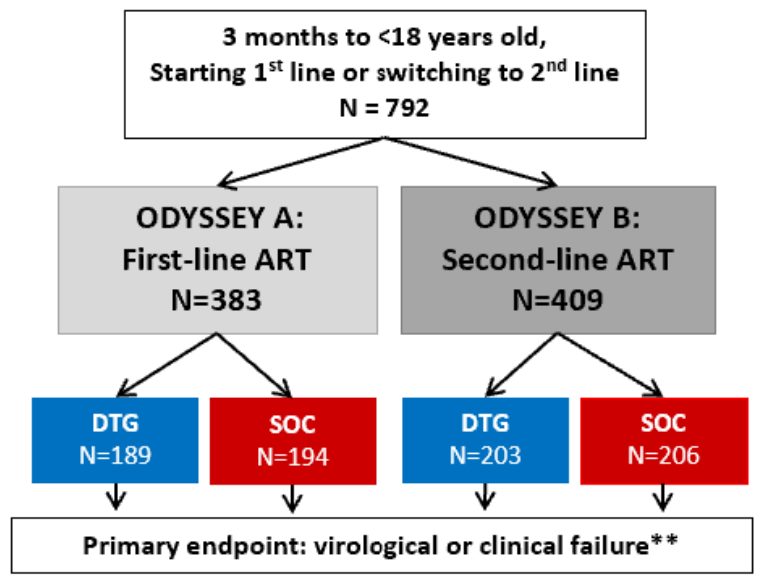 3 months to <18 years old,
Starting 1st line or switching to 2nd line
N = 792
ODYSSEY A:
First-line ART
N=383
ODYSSEY B:
Second-line ART
N=409
DTG
N=189
SOC
N=194
DTG
N=203
SOC
N=206
Primary endpoint: virological or clinical failure**